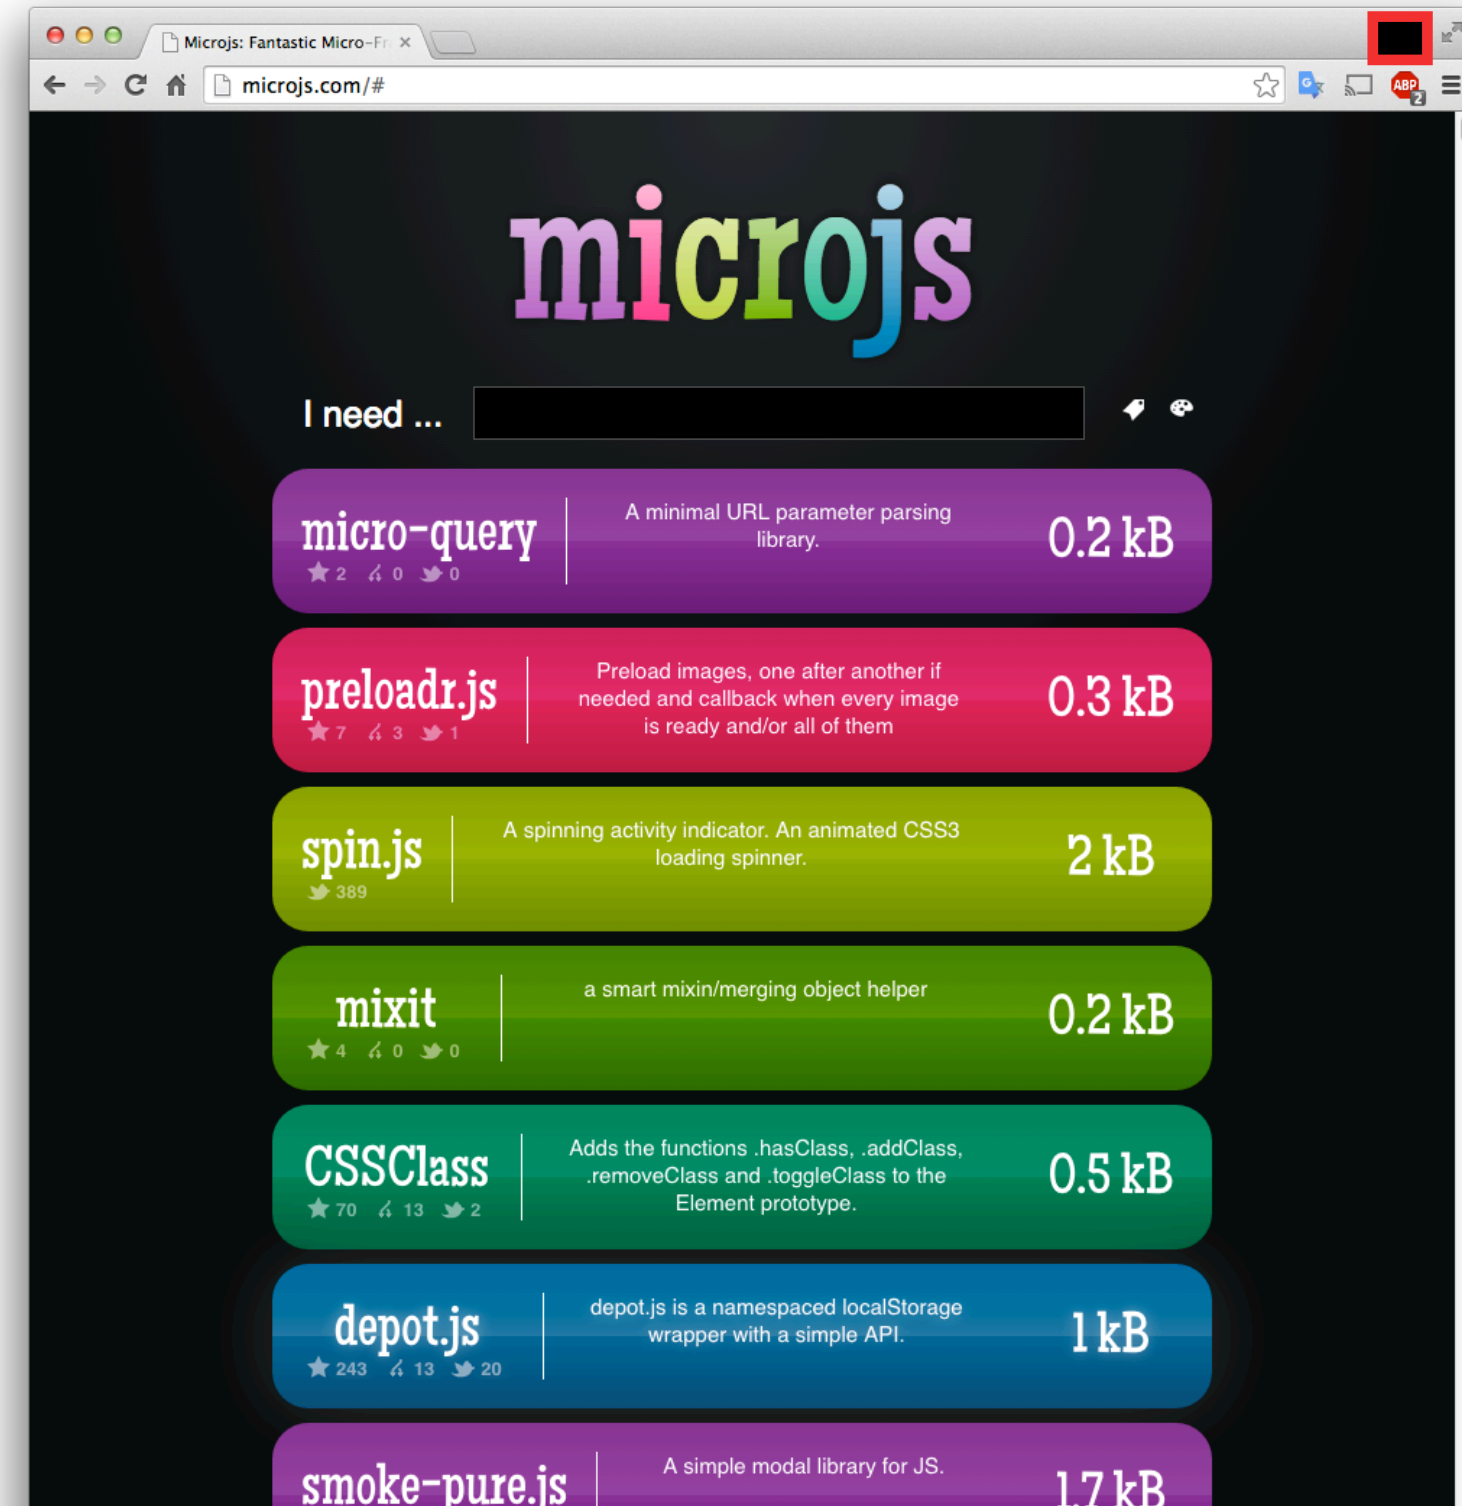 Microjs: Fantastic Micro-Fr
microjs.com/#
ABP
2
microjs
I need ...
micro-query
2 0 0
A minimal URL parameter parsing
library.
0.2 kB
preloadr.js
7 3 1
Preload images, one after another if
needed and callback when every image
is ready and/or all of them
0.3 kB
spin.js
389
A spinning activity indicator. An animated CSS3
loading spinner.
2 kB
mixit
4 0 0
a smart mixin/merging object helper
0.2 kB
CSSClass
70 13 2
Adds the functions .hasClass, .addClass,
.removeClass and .toggleClass to the
Element prototype.
0.5 kB
depot.js
243 13 20
depot.js is a namespaced localStorage
wrapper with a simple API.
1 kB
smoke-pure.js
A simple modal library for JS.
1.7 kB